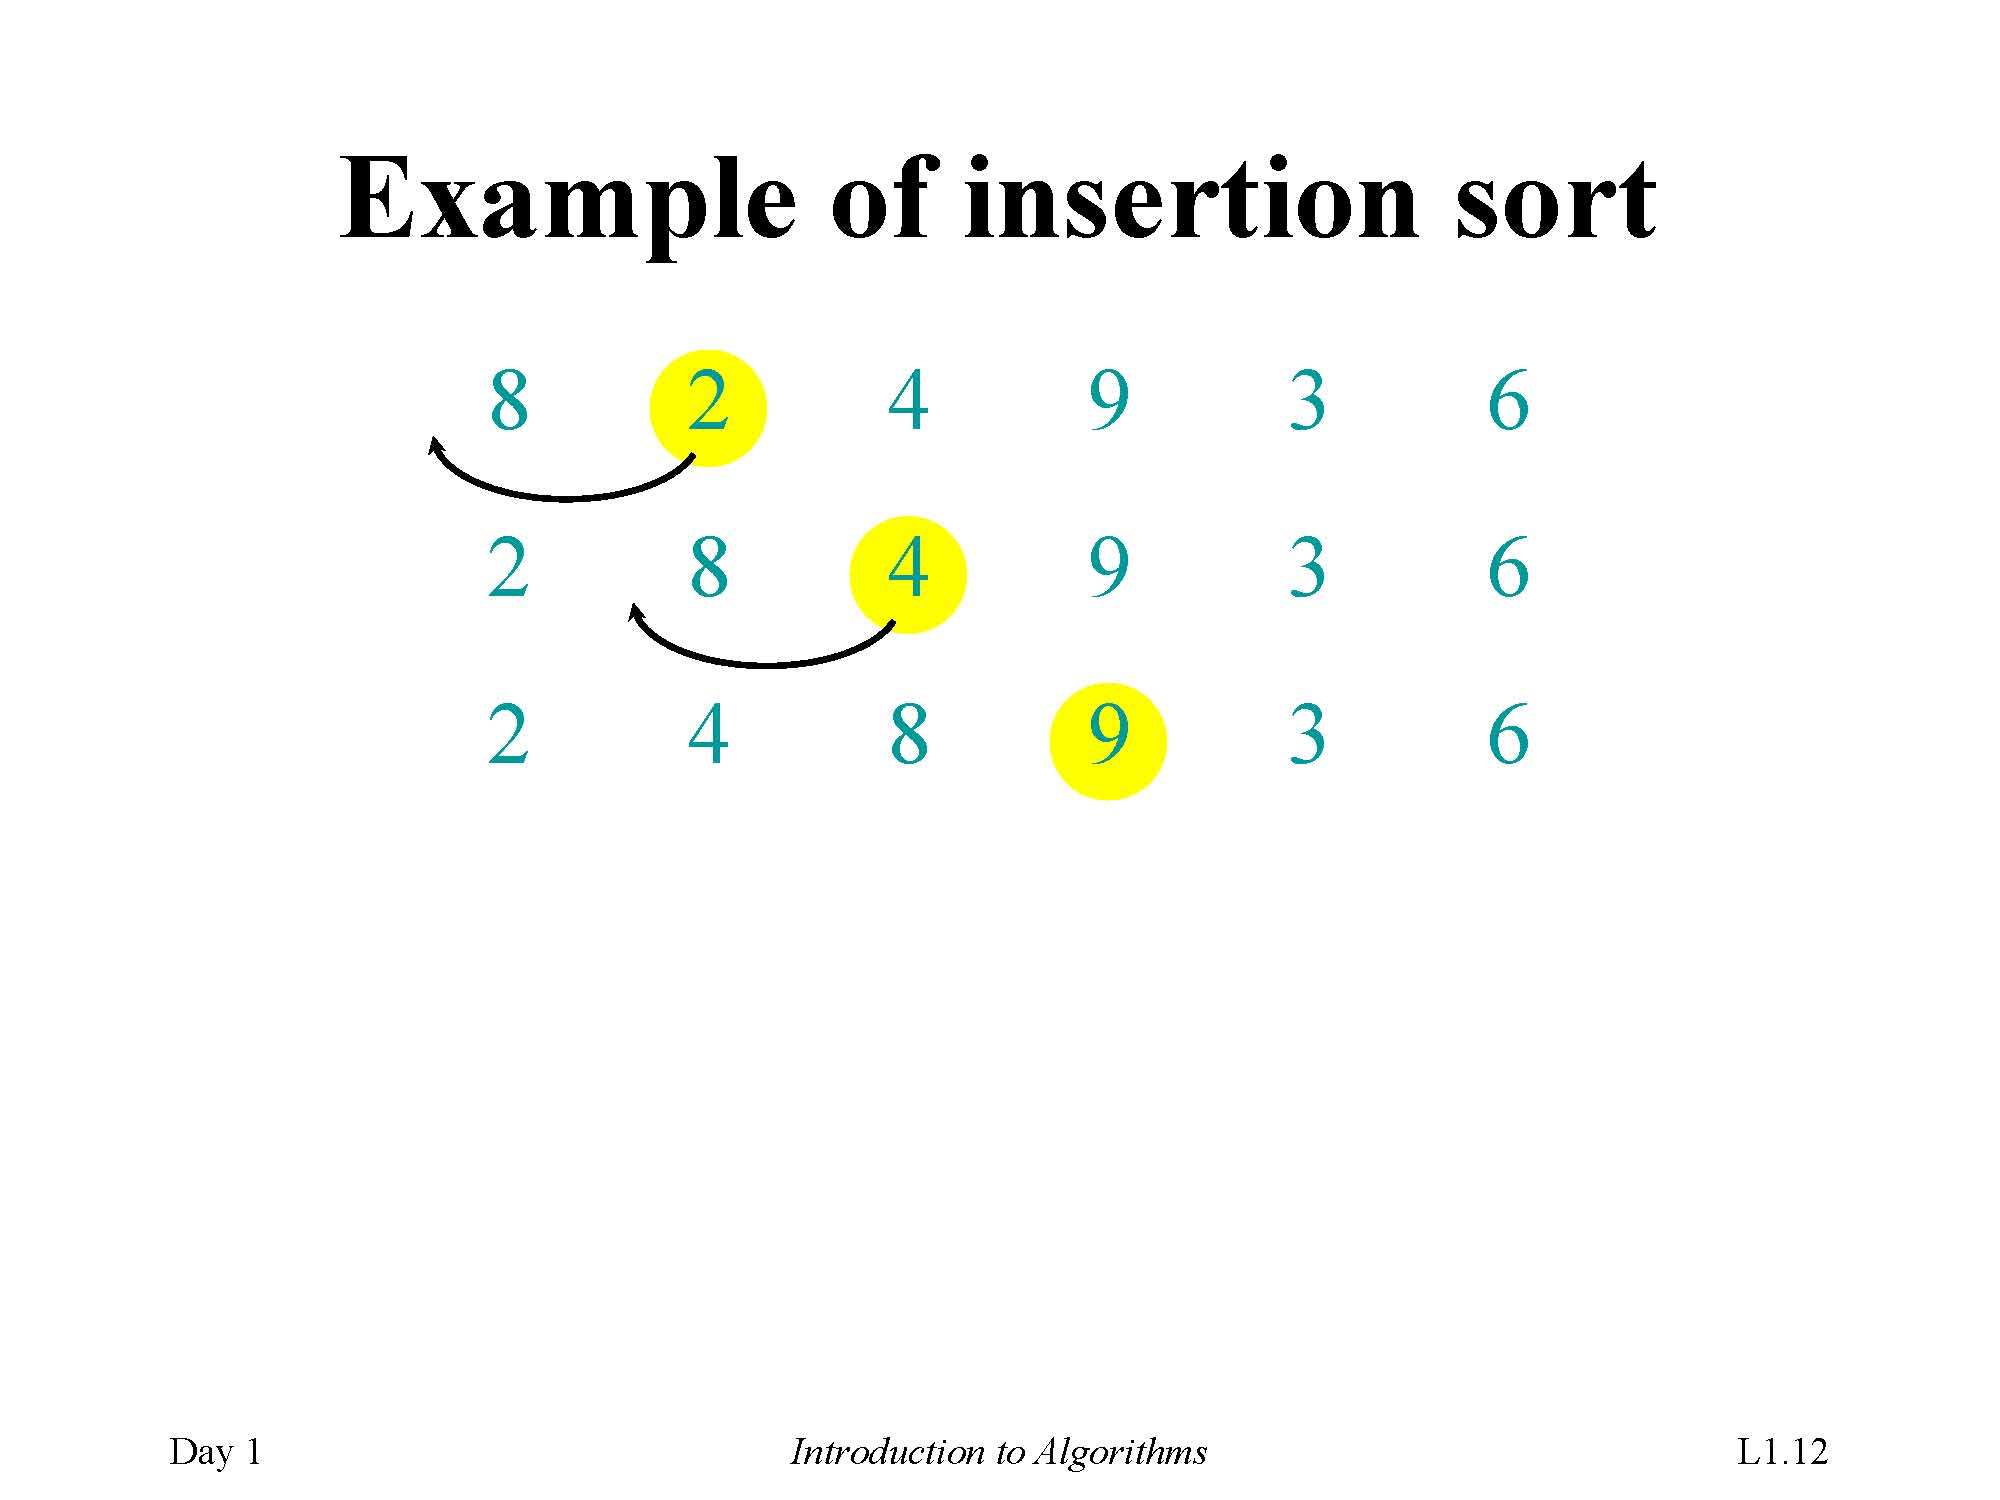 Example of insertion sort
8 2 4 9 3 6
2 8 4 9 3 6
2 4 8 9 3 6
Day 1 Introduction to Algorithms L1.12